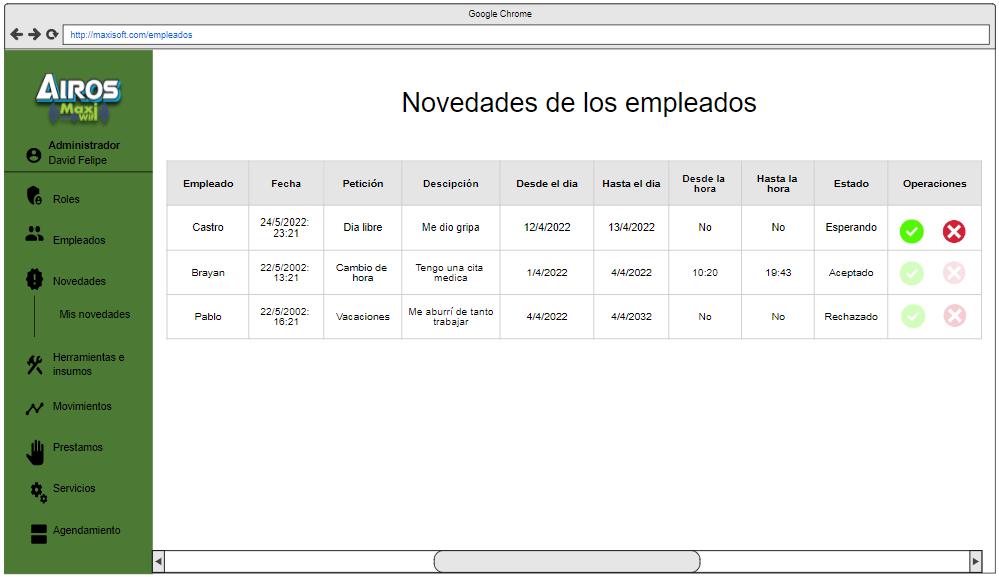 Google Chrome
http://maxisoft.com/empleados
AIROS
Maxi
Wil
Administrador
David Felipe
Roles
Empleados
Novedades
Mis novedades
Herramientas e
insumos
Movimientos
Prestamos
Servicios
Agendamiento
Novedades de los empleados
Empleado Fecha Petición Descipción Desde el dia Hasta el dia Desde la hora Hasta la hora Estado Operaciones
Castro 24/5/2022: 23:21 Dia libre Me dio gripa 12/4/2022 13/4/2022 No No Esperando
Brayan 22/5/2002: 13:21 Cambio de hora Tengo una cita medica 1/4/2022 4/4/2022 10:20 19:43 Aceptado
Pablo 22/5/2002: 16:21 Vacaciones Me aburrí de tanto trabajar 4/4/2022 4/4/2032 No No Rechazado